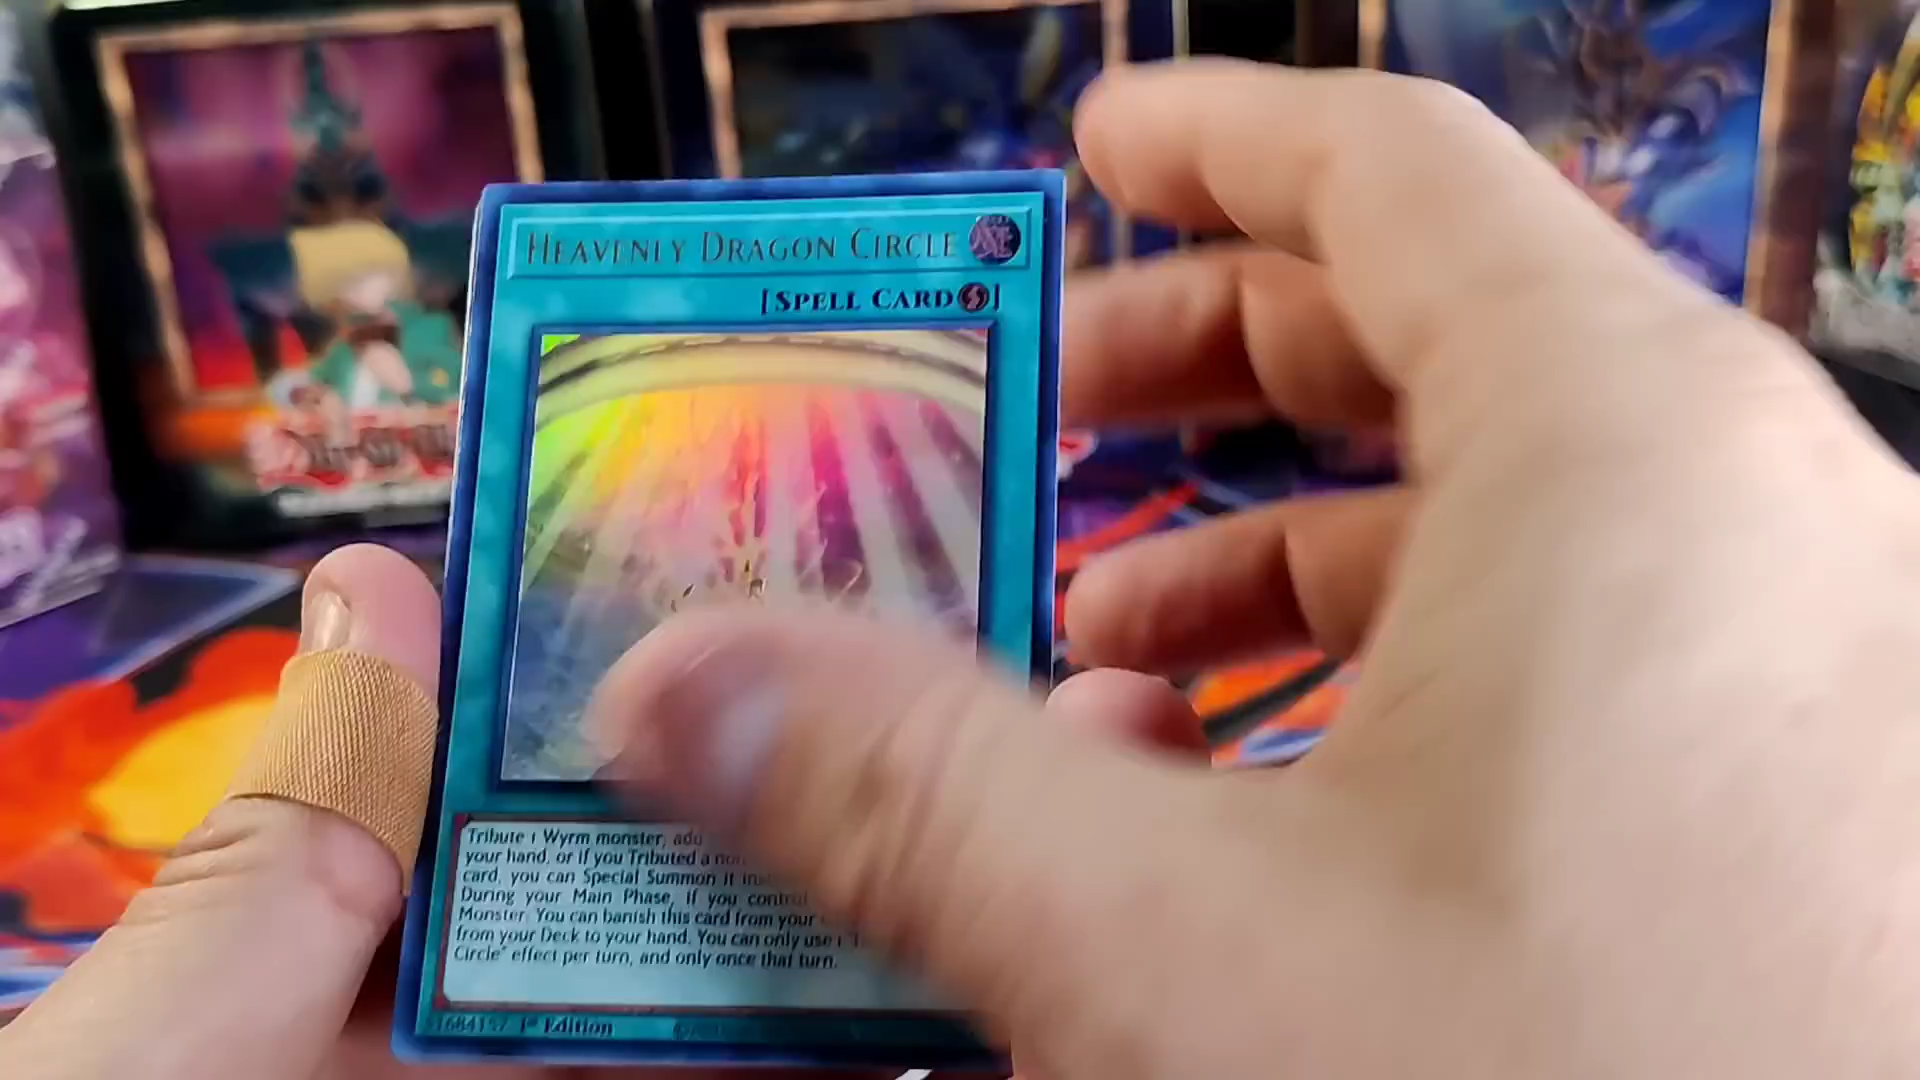 HEAVENLY DRAGON CIRCLE
[SPELL CARD]
Tribute 1 Wyrm monster, add
your hand, or if you Tributed a non
card, you can Special Summon it
During your Main Phase, if you control
Monster: You can banish this card from your
from your Deck to your hand. You can only use 1
Circle" effect per turn, and only once that turn.
1st Edition